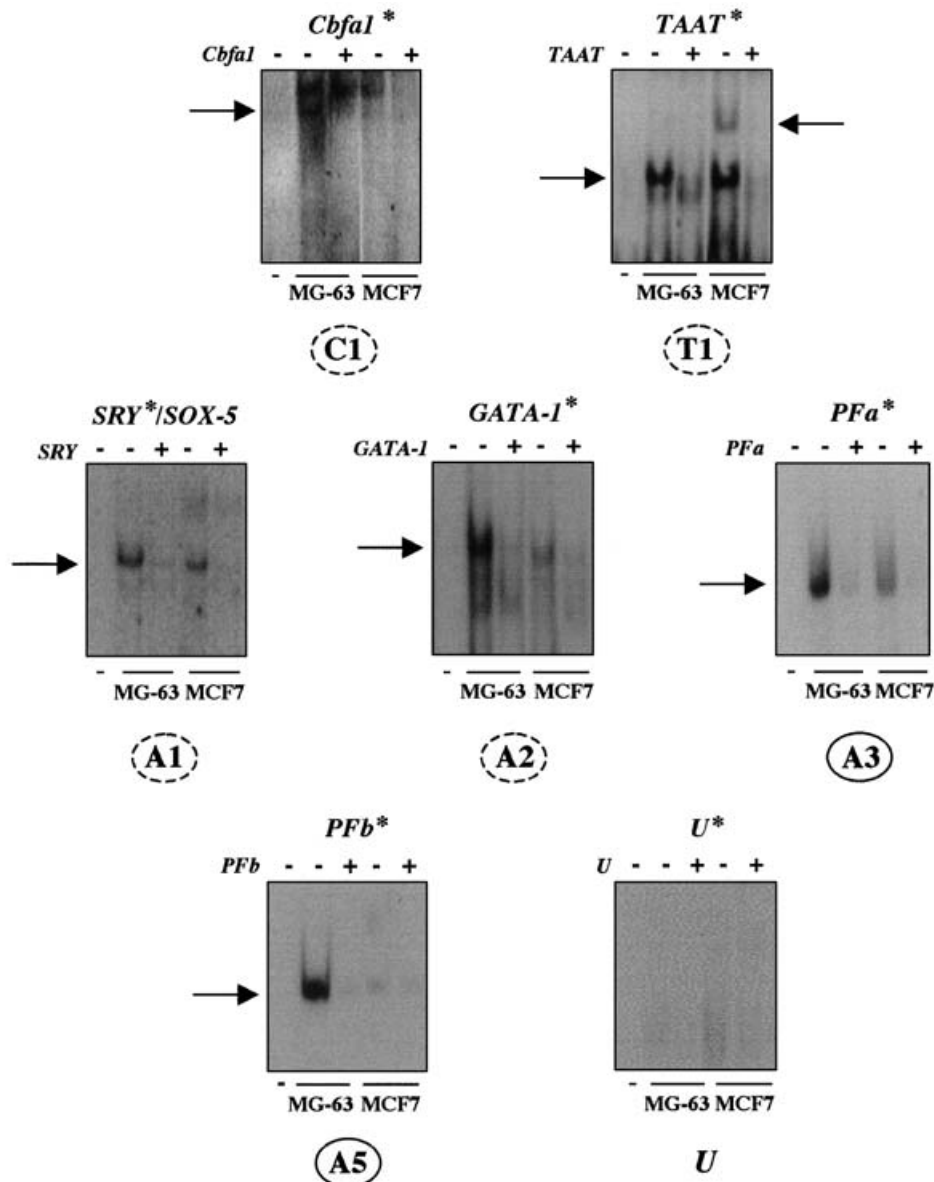 Cbfa1 * TAAT *
Cbfa1 - - + - + TAAT - - + - +
- MG-63 MCF7 - MG-63 MCF7
C1 T1
SRY*/SOX-5 GATA-1* PFa*
SRY - - + - + GATA-1 - - + - + PFa - - + - +
- MG-63 MCF7 - MG-63 MCF7 - MG-63 MCF7
A1 A2 A3
PFb* U*
PFb - - + - + U - - + - +
- MG-63 MCF7 MG-63 MCF7
A5 U